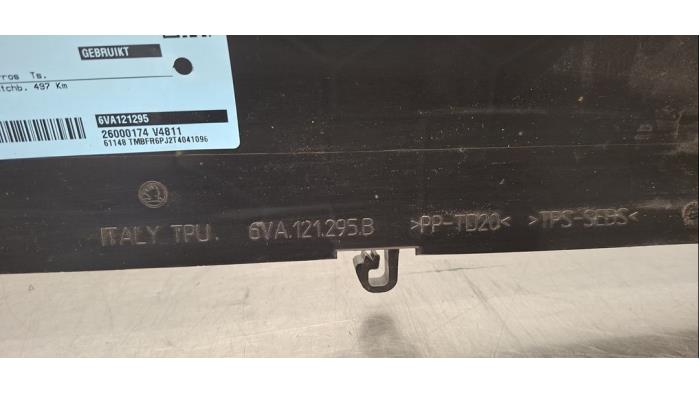 GEBRUIKT
rros Ts.
tchb. 497 Km
6VA121295
26000174 V4811
61148 TMBFR6PJ2T4041096
ITALY TPU. 6VA.121.295.B >PP-TD20< >TPS-SEBS<